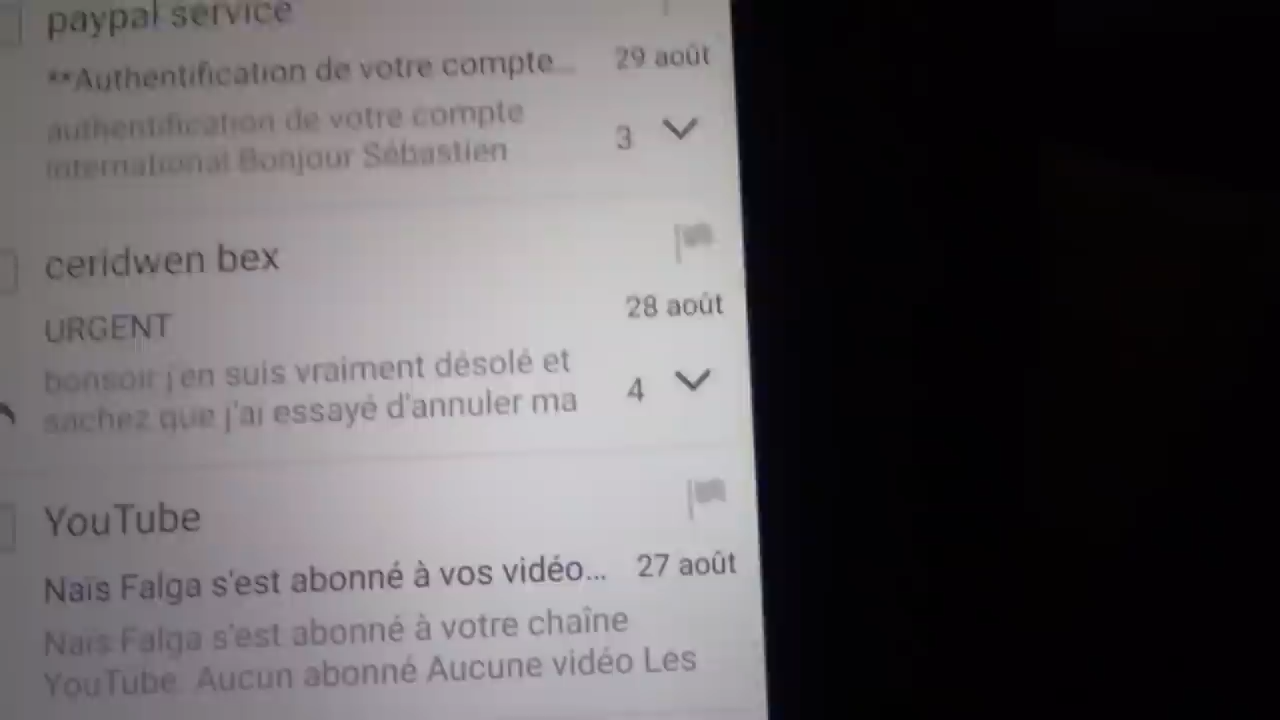 paypal service
**Authentification de votre compte... 29 août
authentification de votre compte
international Bonjour Sébastien 3
ceridwen bex
URGENT 28 août
bonsoir j'en suis vraiment désolé et
sachez que j'ai essayé d'annuler ma 4
YouTube
Naïs Falga s'est abonné à vos vidéo... 27 août
Naïs Falga s'est abonné à votre chaîne
YouTube. Aucun abonné Aucune vidéo Les